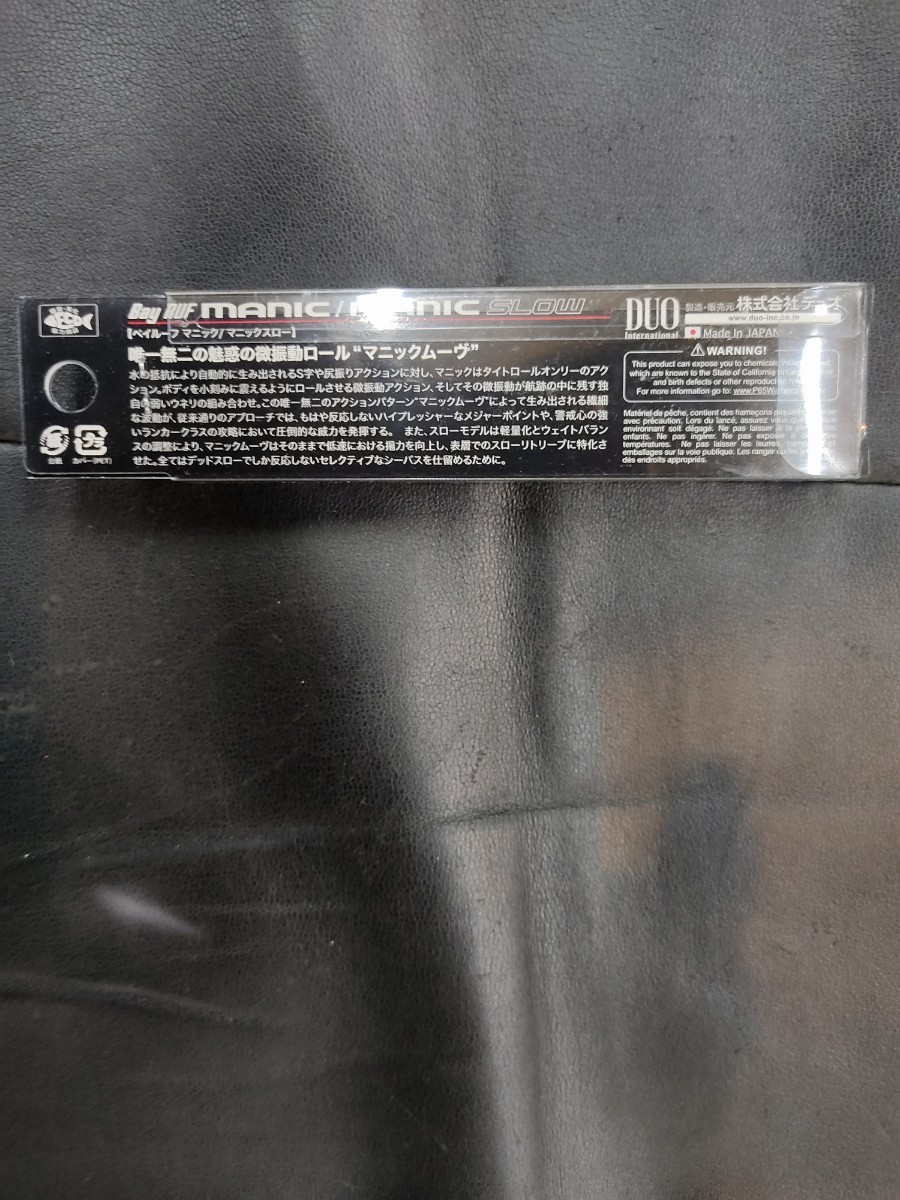 Bay RUF MANIC / MANIC SLOW
【ベイルーフ マニック/ マニックスロー】
唯一無二の魅惑の微振動ロール“マニックムーヴ”
水の抵抗により自動的に生み出されるS字や尻振りアクションに対し、マニックはタイトロールオンリーのアク
ション。ボディを小刻みに震えるようにロールさせる微振動アクション、そしてその微振動が航跡の中に残す独
自の弱いウネリの組み合わせ。この唯一無二のアクションパターン“マニックムーヴ”によって生み出される繊細
な波動が、従来通りのアプローチでは、もはや反応しないハイプレッシャーなメジャーポイントや、警戒心の強
いランカークラスの攻略において圧倒的な威力を発揮する。 また、スローモデルは軽量化とウェイトバランス
の調整により、マニックムーヴはそのままで低速における揚力を向上し、表層でのスローリトリーブに特化さ
せた。全てはデッドスローでしか反応しないセレクティブなシーバスを仕留めるために。
台紙
カバー(PET)
DUO
International
製造・販売元 株式会社 デュオ
www.duo-inc.co.jp
Made In JAPAN
WARNING!
This product can expose you to chemicals
which are known to the State of California to
and birth defects or other reproductive
For more information go to: www.P65W
Matériel de pêche, contient des hameçons
avec précaution. Lors du lancé, assurez vous que
environnement soit dégagé. Ne pas laisser à
enfants. Ne pas ingérer. Ne pas exposer à
températures. Ne pas laisser les leurres,
emballages sur la voie publique. Les ranger
des endroits appropriés.